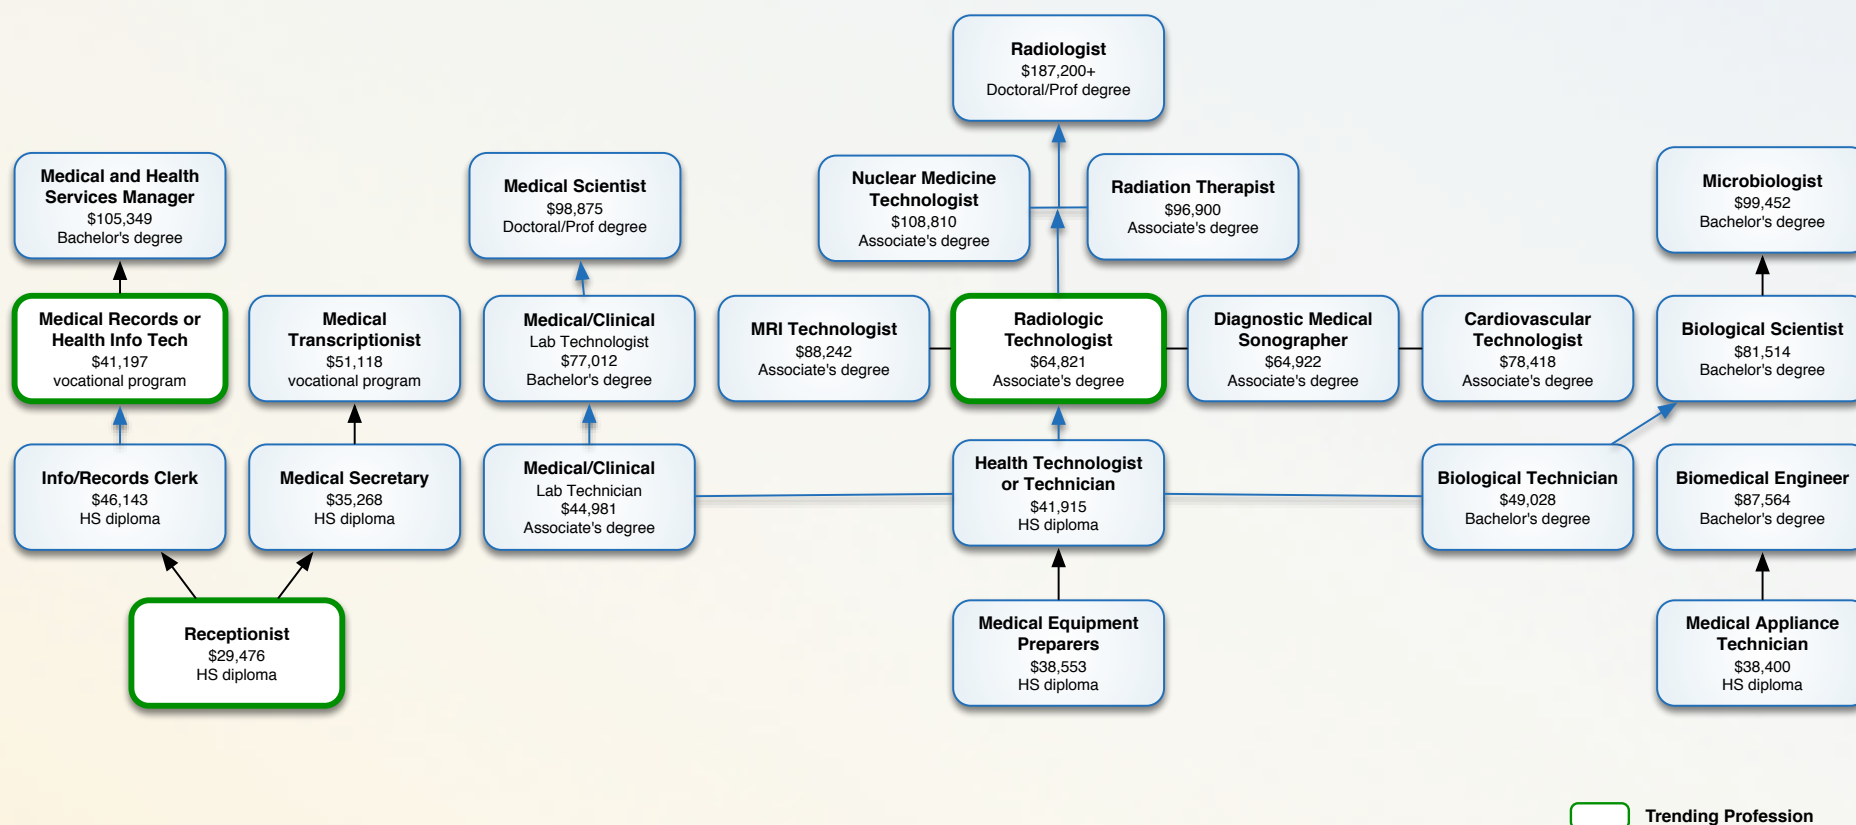 Radiologist
$187,200+
Doctoral/Prof degree
Medical and Health
Services Manager
$105,349
Bachelor's degree
Medical Scientist
$98,875
Doctoral/Prof degree
Nuclear Medicine
Technologist
$108,810
Associate's degree
Radiation Therapist
$96,900
Associate's degree
Microbiologist
$99,452
Bachelor's degree
Medical Records or
Health Info Tech
$41,197
vocational program
Medical
Transcriptionist
$51,118
vocational program
Medical/Clinical
Lab Technologist
$77,012
Bachelor's degree
MRI Technologist
$88,242
Associate's degree
Radiologic
Technologist
$64,821
Associate's degree
Diagnostic Medical
Sonographer
$64,922
Associate's degree
Cardiovascular
Technologist
$78,418
Associate's degree
Biological Scientist
$81,514
Bachelor's degree
Info/Records Clerk
$46,143
HS diploma
Medical Secretary
$35,268
HS diploma
Medical/Clinical
Lab Technician
$44,981
Associate's degree
Health Technologist
or Technician
$41,915
HS diploma
Biological Technician
$49,028
Bachelor's degree
Biomedical Engineer
$87,564
Bachelor's degree
Receptionist
$29,476
HS diploma
Medical Equipment
Preparers
$38,553
HS diploma
Medical Appliance
Technician
$38,400
HS diploma
Trending Profession